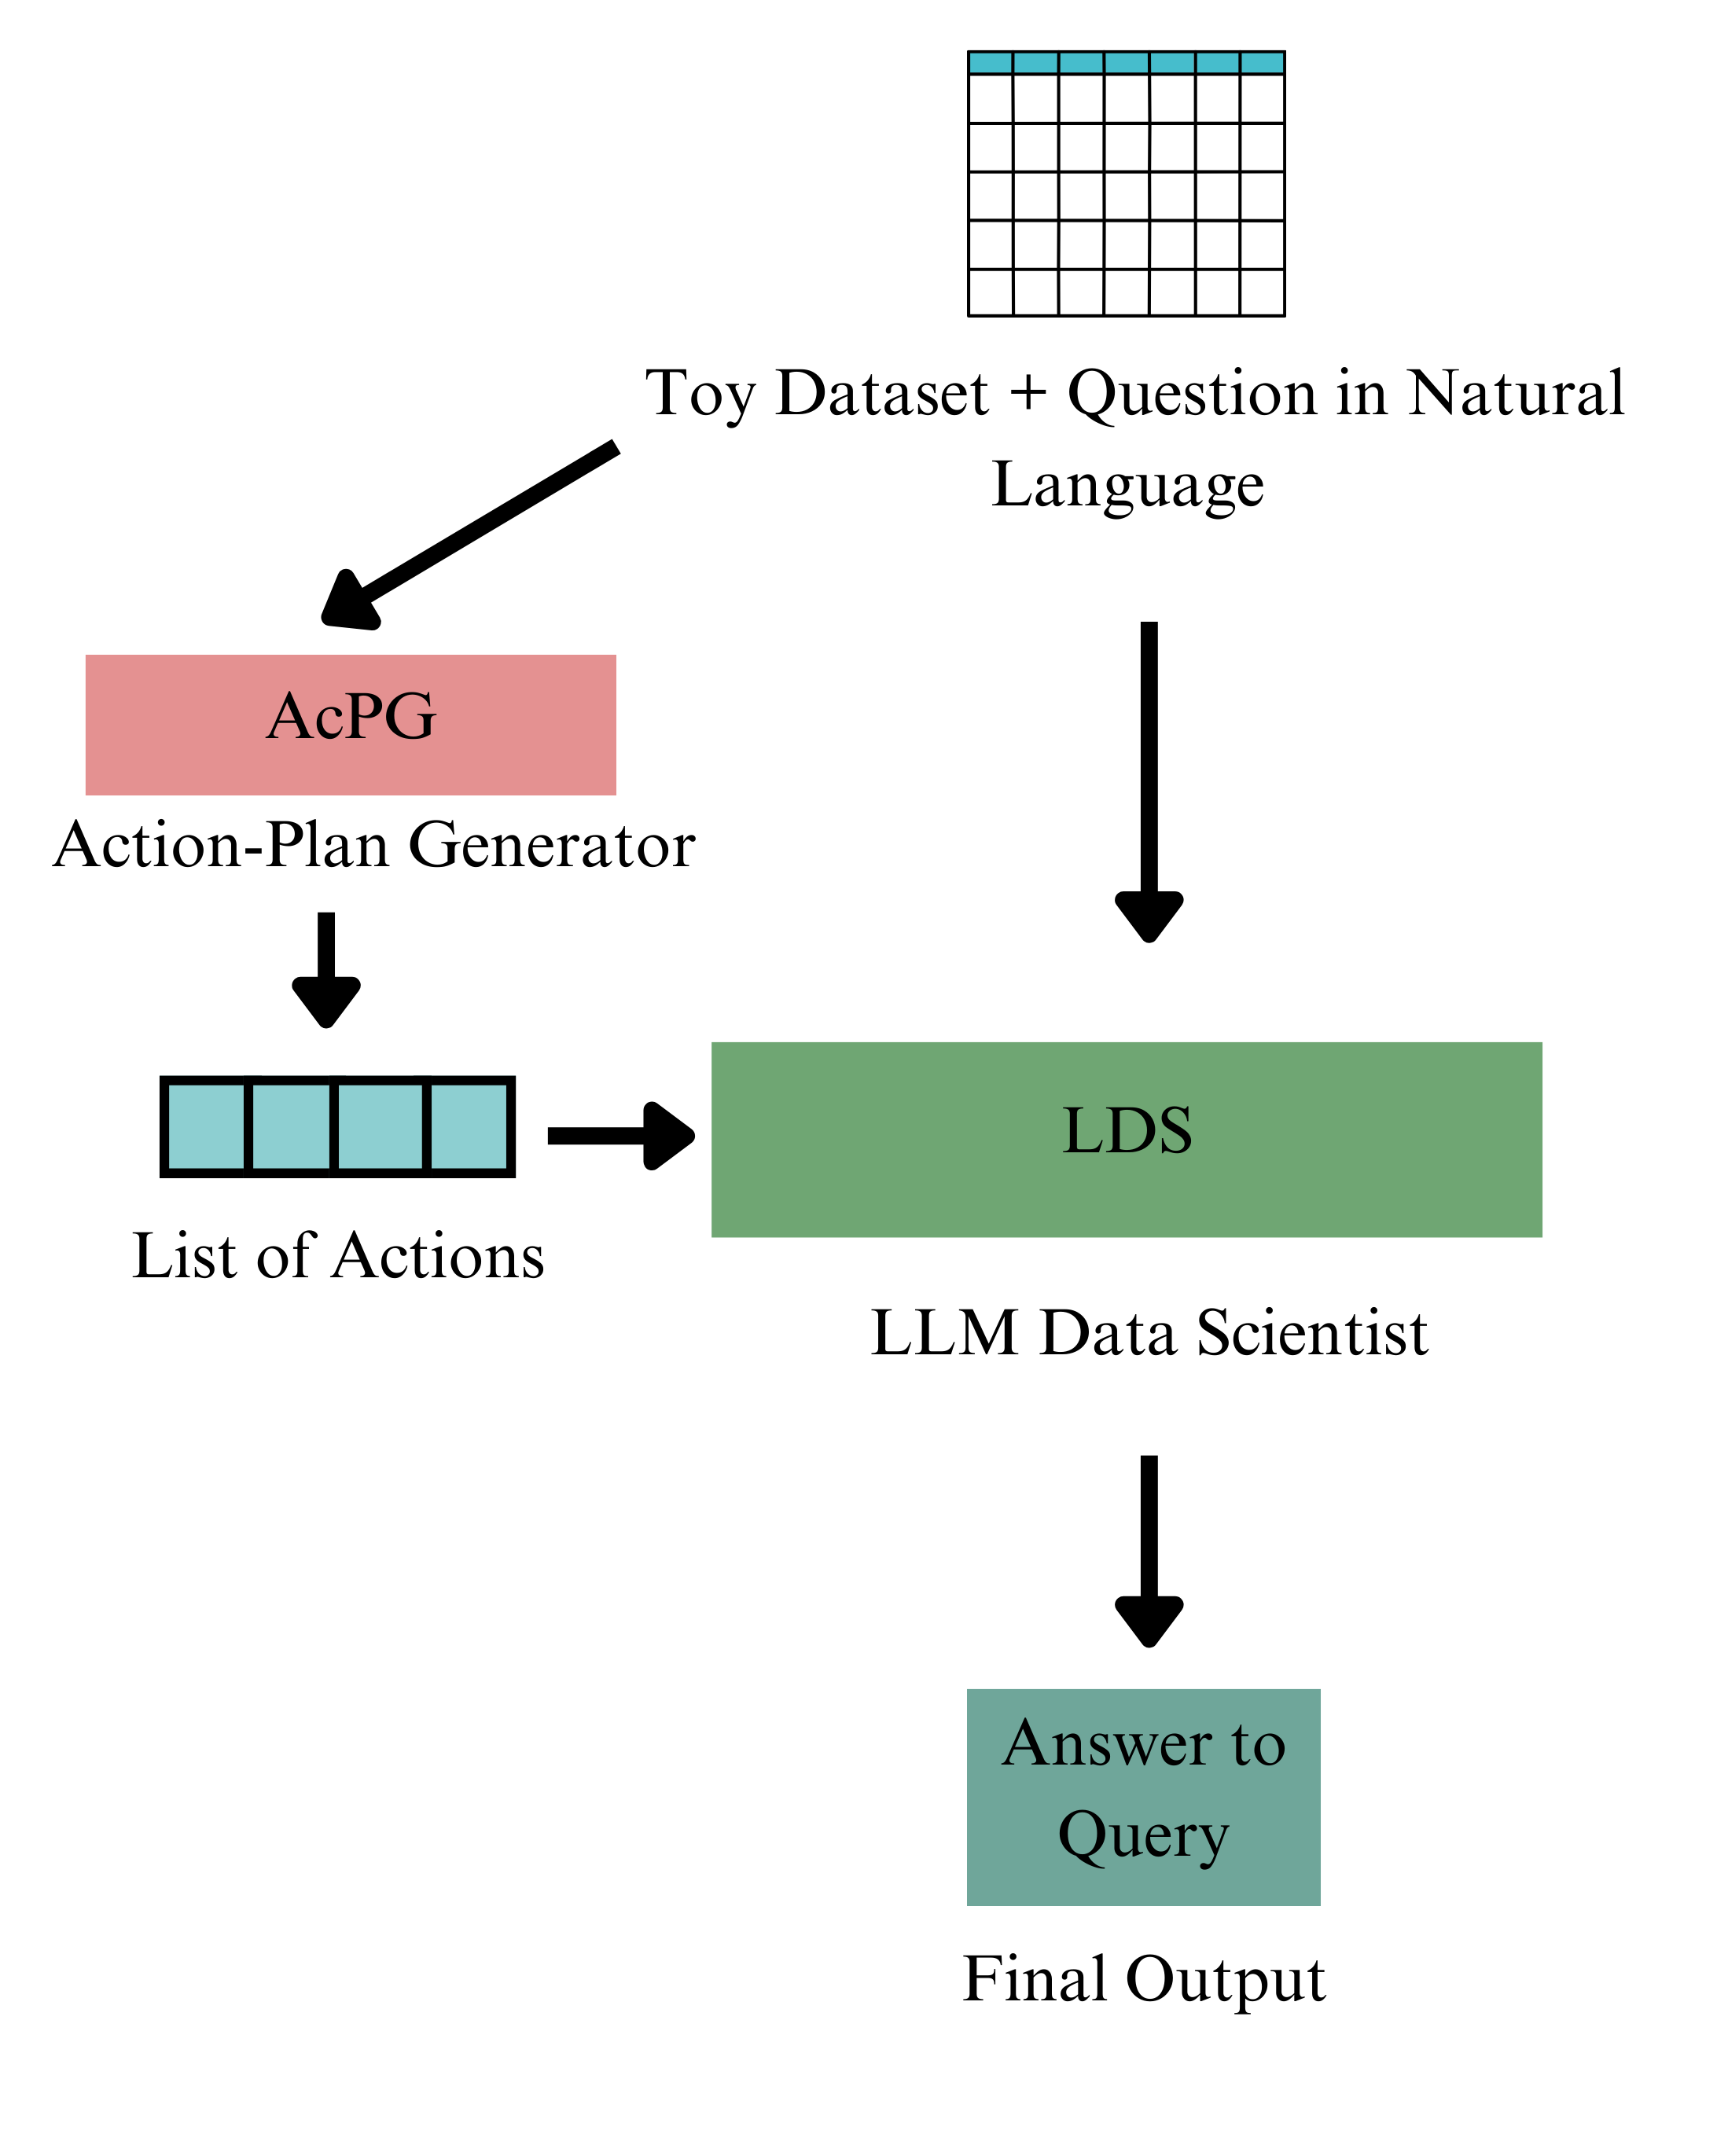 Toy Dataset + Question in Natural
Language
AcPG
Action-Plan Generator
List of Actions
LDS
LLM Data Scientist
Answer to
Query
Final Output